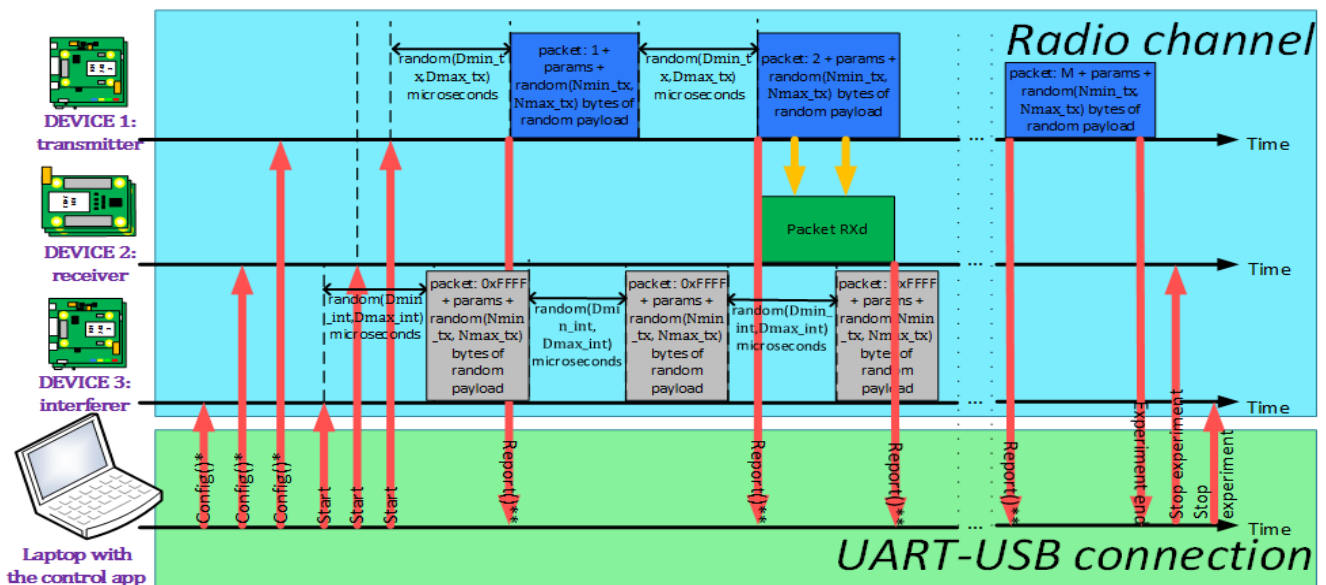 Radio channel
random(Dmin_t
x,Dmax_tx)
microseconds
packet: 1 +
params +
random(Nmin_tx,
Nmax_tx) bytes of
random payload
random(Dmin_t
x,Dmax_tx)
microseconds
packet: 2 + params +
random(Nmin_tx,
Nmax_tx) bytes of
random payload
...
packet: M + params +
random(Nmin_tx,
Nmax_tx) bytes of
random payload
DEVICE 1:
transmitter
Time
Packet RXd
DEVICE 2:
receiver
...
Time
random(Dmin
_int,Dmax_int)
microseconds
packet: 0xFFFF
+ params +
random(Nmin
_tx, Nmax_tx)
bytes of
random
payload
random(Dmi
n_int,
Dmax_int)
microseconds
packet: 0xFFFF
+ params +
random(Nmin
_tx, Nmax_tx)
bytes of
random
payload
random(Dmin_
int,Dmax_int)
microseconds
packet: 0xFFFF
+ params +
random(Nmin
_tx, Nmax_tx)
bytes of
random
payload
DEVICE 3:
interferer
...
Time
Config()*
Config()*
Config()*
Start
Start
Start
Report()**
Report()**
Report()**
Report()**
Experiment end
Stop experiment
Stop
experiment
...
Time
Laptop with
the control app
UART-USB connection